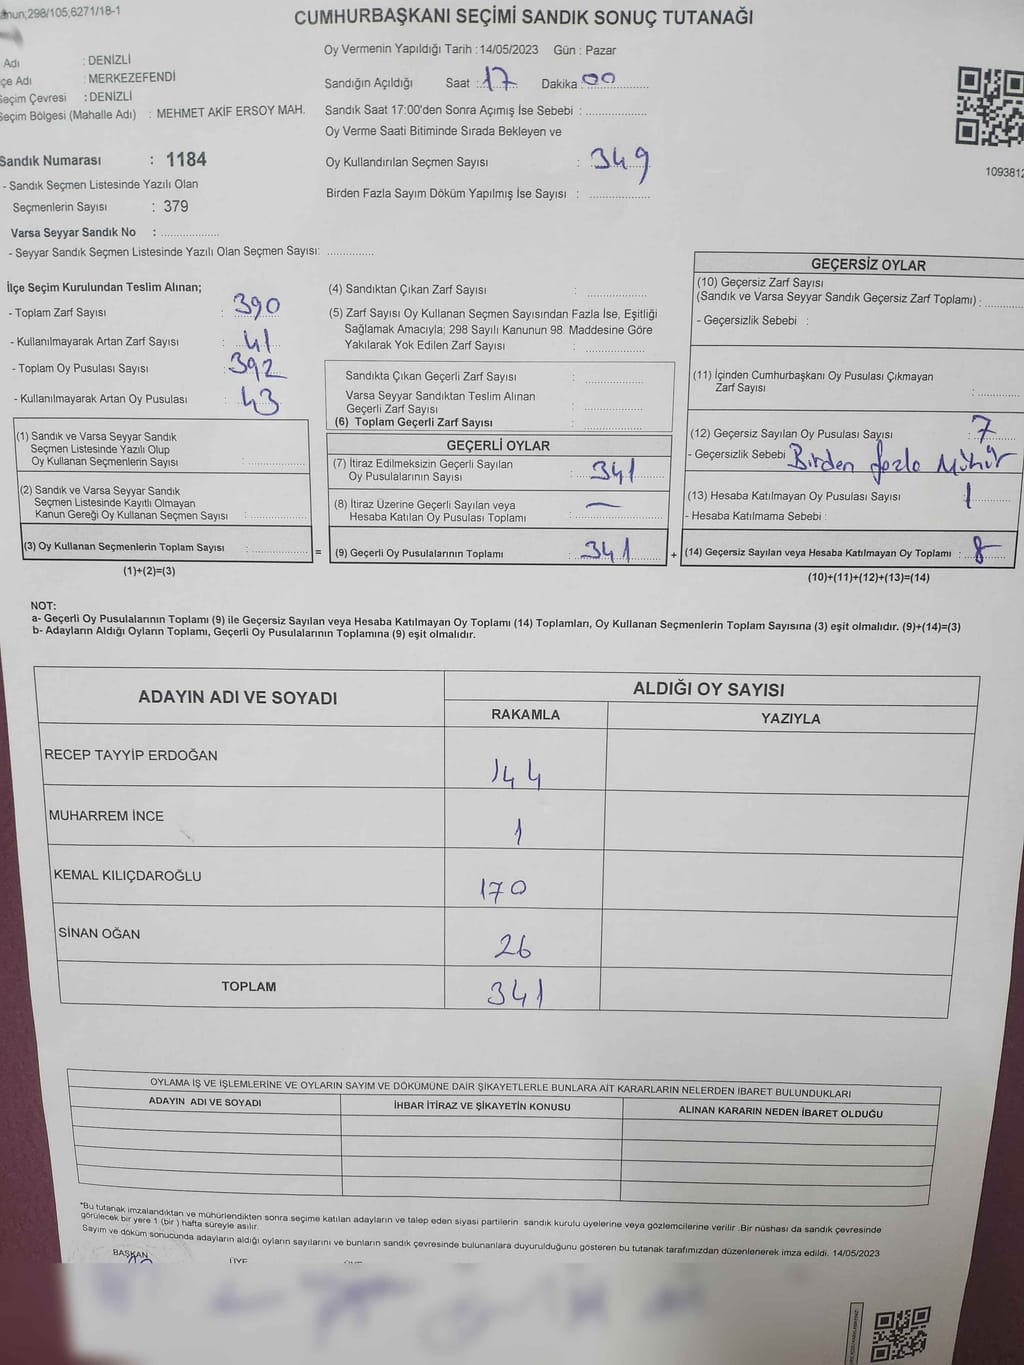 anun;298/105,6271/18-1
CUMHURBAŞKANI SEÇİMİ SANDIK SONUÇ TUTANAĞI
Adı : DENİZLİ
çe Adı : MERKEZEFENDİ
Seçim Çevresi : DENİZLİ
Seçim Bölgesi (Mahalle Adı) : MEHMET AKİF ERSOY MAH.
Sandık Numarası : 1184
- Sandık Seçmen Listesinde Yazılı Olan
Seçmenlerin Sayısı : 379
Varsa Seyyar Sandık No : ....................
- Seyyar Sandık Seçmen Listesinde Yazılı Olan Seçmen Sayısı: ................
Oy Vermenin Yapıldığı Tarih : 14/05/2023 Gün : Pazar
Sandığın Açıldığı Saat : 17 Dakika : 00
Sandık Saat 17:00'den Sonra Açımış İse Sebebi : ....................
Oy Verme Saati Bitiminde Sırada Bekleyen ve
Oy Kullandırılan Seçmen Sayısı : 349
Birden Fazla Sayım Döküm Yapılmış İse Sayısı : ....................
109381
İlçe Seçim Kurulundan Teslim Alınan;
- Toplam Zarf Sayısı : 390
- Kullanılmayarak Artan Zarf Sayısı : 41
- Toplam Oy Pusulası Sayısı : 392
- Kullanılmayarak Artan Oy Pusulası : 43
(1) Sandık ve Varsa Seyyar Sandık
Seçmen Listesinde Yazılı Olup
Oy Kullanan Seçmenlerin Sayısı : ....................
(2) Sandık ve Varsa Seyyar Sandık
Seçmen Listesinde Kayıtlı Olmayan
Kanun Gereği Oy Kullanan Seçmen Sayısı : ....................
(3) Oy Kullanan Seçmenlerin Toplam Sayısı : .................... =
(1)+(2)=(3)
(4) Sandıktan Çıkan Zarf Sayısı : ....................
(5) Zarf Sayısı Oy Kullanan Seçmen Sayısından Fazla İse, Eşitliği
Sağlamak Amacıyla; 298 Sayılı Kanunun 98. Maddesine Göre
Yakılarak Yok Edilen Zarf Sayısı : ....................
Sandıkta Çıkan Geçerli Zarf Sayısı : ....................
Varsa Seyyar Sandıktan Teslim Alınan
Geçerli Zarf Sayısı : ....................
(6) Toplam Geçerli Zarf Sayısı : ....................
GEÇERLİ OYLAR
(7) İtiraz Edilmeksizin Geçerli Sayılan
Oy Pusulalarının Sayısı : 341
(8) İtiraz Üzerine Geçerli Sayılan veya
Hesaba Katılan Oy Pusulası Toplamı : —
(9) Geçerli Oy Pusulalarının Toplamı : 341 +
GEÇERSİZ OYLAR
(10) Geçersiz Zarf Sayısı
(Sandık ve Varsa Seyyar Sandık Geçersiz Zarf Toplamı) : ..........
- Geçersizlik Sebebi :
(11) İçinden Cumhurbaşkanı Oy Pusulası Çıkmayan
Zarf Sayısı : ..........
(12) Geçersiz Sayılan Oy Pusulası Sayısı : 7
- Geçersizlik Sebebi Birden fazla Mühür
(13) Hesaba Katılmayan Oy Pusulası Sayısı : 1
- Hesaba Katılmama Sebebi :
(14) Geçersiz Sayılan veya Hesaba Katılmayan Oy Toplamı : 8
(10)+(11)+(12)+(13)=(14)
NOT:
a- Geçerli Oy Pusulalarının Toplamı (9) ile Geçersiz Sayılan veya Hesaba Katılmayan Oy Toplamı (14) Toplamları, Oy Kullanan Seçmenlerin Toplam Sayısına (3) eşit olmalıdır. (9)+(14)=(3)
b- Adayların Aldığı Oyların Toplamı, Geçerli Oy Pusulalarının Toplamına (9) eşit olmalıdır.
ADAYIN ADI VE SOYADI ALDIĞI OY SAYISI
RAKAMLA YAZIYLA
RECEP TAYYİP ERDOĞAN 144
MUHARREM İNCE 1
KEMAL KILIÇDAROĞLU 170
SİNAN OĞAN 26
TOPLAM 341
OYLAMA İŞ VE İŞLEMLERİNE VE OYLARIN SAYIM VE DÖKÜMÜNE DAİR ŞİKAYETLERLE BUNLARA AİT KARARLARIN NELERDEN İBARET BULUNDUKLARI
ADAYIN ADI VE SOYADI İHBAR İTİRAZ VE ŞİKAYETİN KONUSU ALINAN KARARIN NEDEN İBARET OLDUĞU
*Bu tutanak imzalandıktan ve mühürlendikten sonra seçime katılan adayların ve talep eden siyasi partilerin sandık kurulu üyelerine veya gözlemcilerine verilir. Bir nüshası da sandık çevresinde
görülecek bir yere 1 (bir) hafta süreyle asılır.
Sayım ve döküm sonucunda adayların aldığı oyların sayılarını ve bunların sandık çevresinde bulunanlara duyurulduğunu gösteren bu tutanak tarafımızdan düzenlenerek imza edildi. 14/05/2023
BAŞKAN ÜYE ÜYE